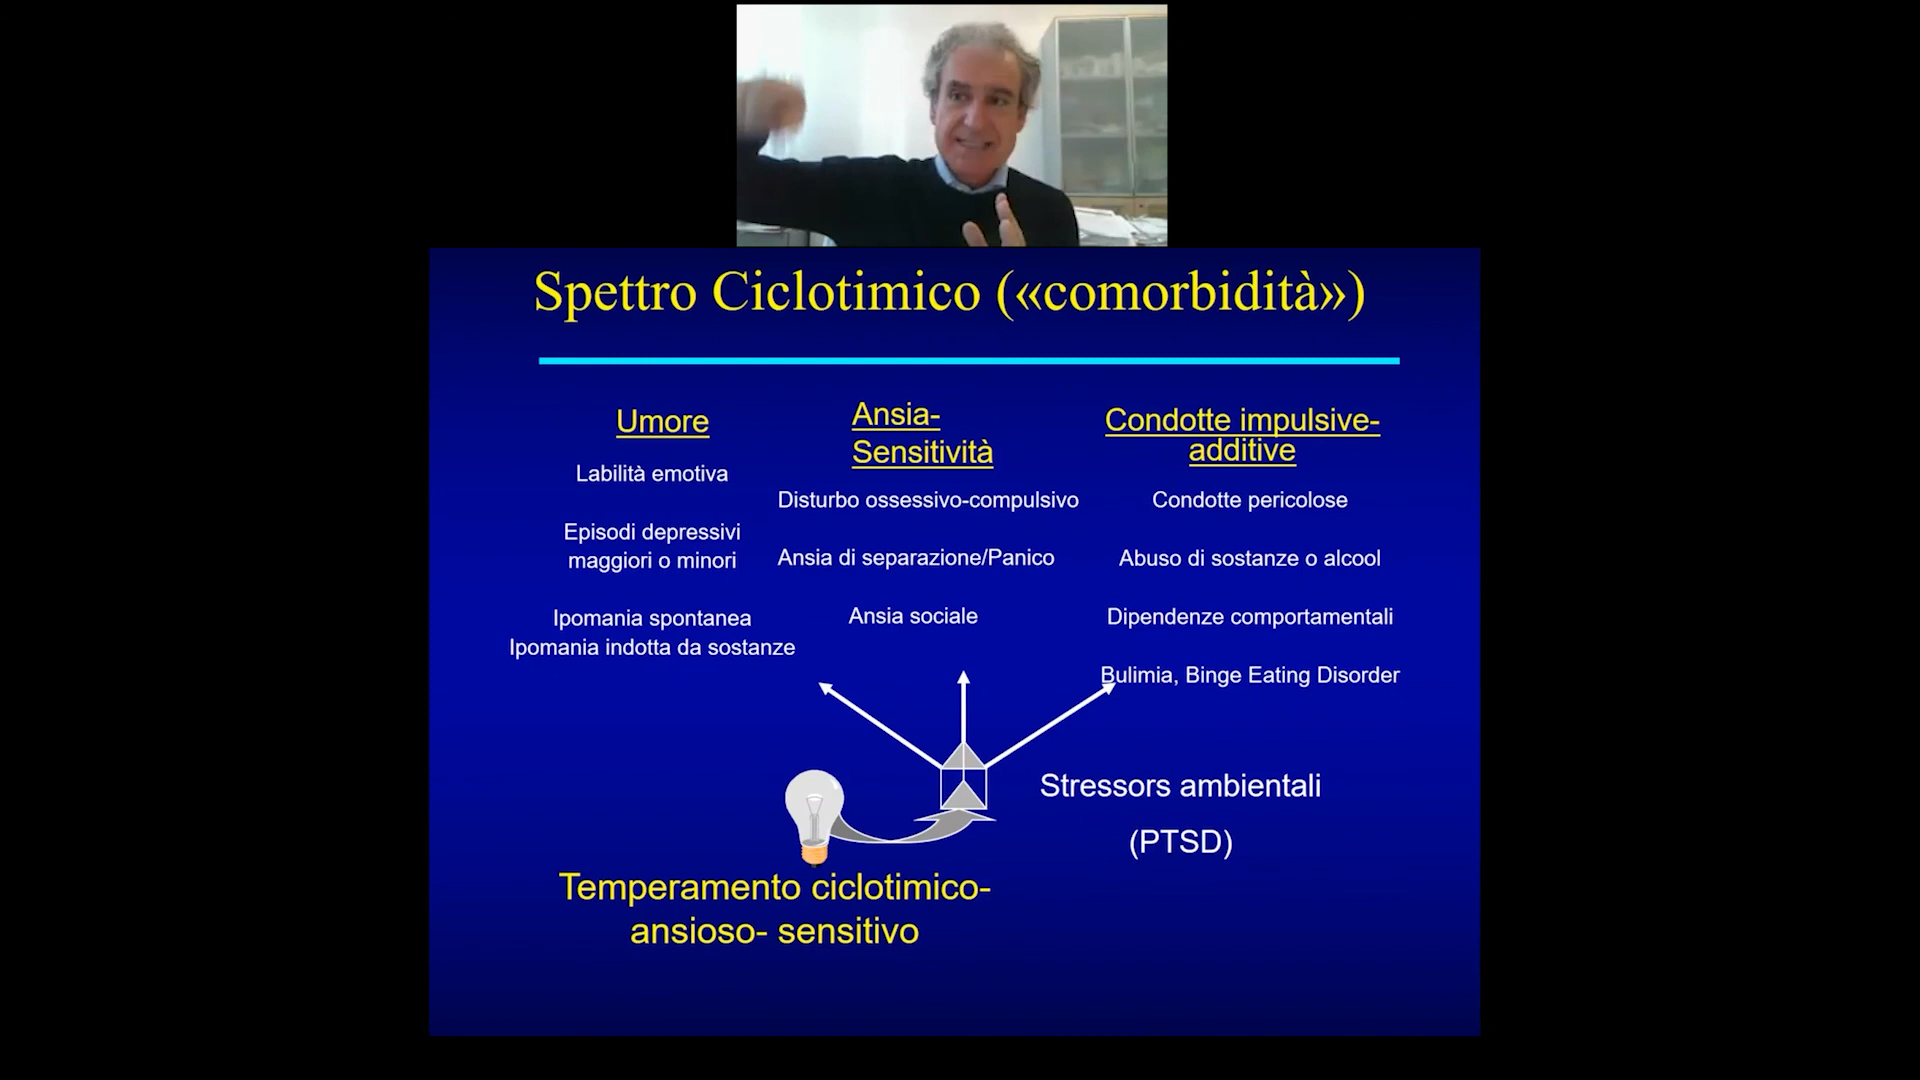 Spettro Ciclotimico («comorbidità»)
Umore
Labilità emotiva
Episodi depressivi
maggiori o minori
Ipomania spontanea
Ipomania indotta da sostanze
Ansia-
Sensitività
Disturbo ossessivo-compulsivo
Ansia di separazione/Panico
Ansia sociale
Condotte impulsive-
additive
Condotte pericolose
Abuso di sostanze o alcool
Dipendenze comportamentali
Bulimia, Binge Eating Disorder
Stressors ambientali
(PTSD)
Temperamento ciclotimico-
ansioso- sensitivo